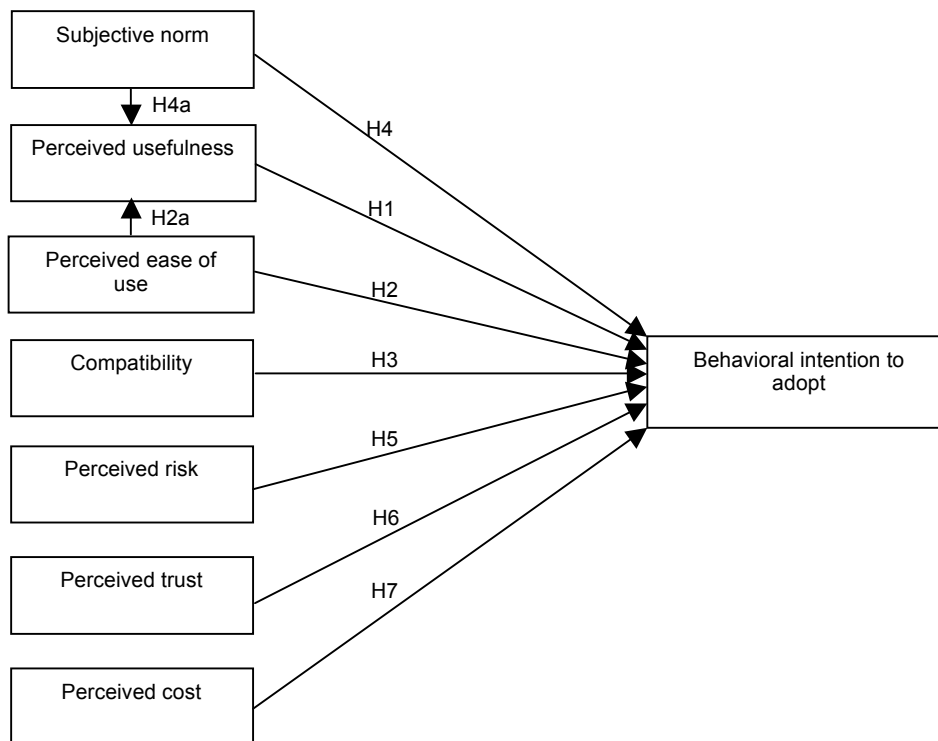 Subjective norm
H4a
H4
Perceived usefulness
H1
H2a
Perceived ease of
use
H2
Compatibility
H3
Behavioral intention to
adopt
Perceived risk
H5
H6
Perceived trust
H7
Perceived cost